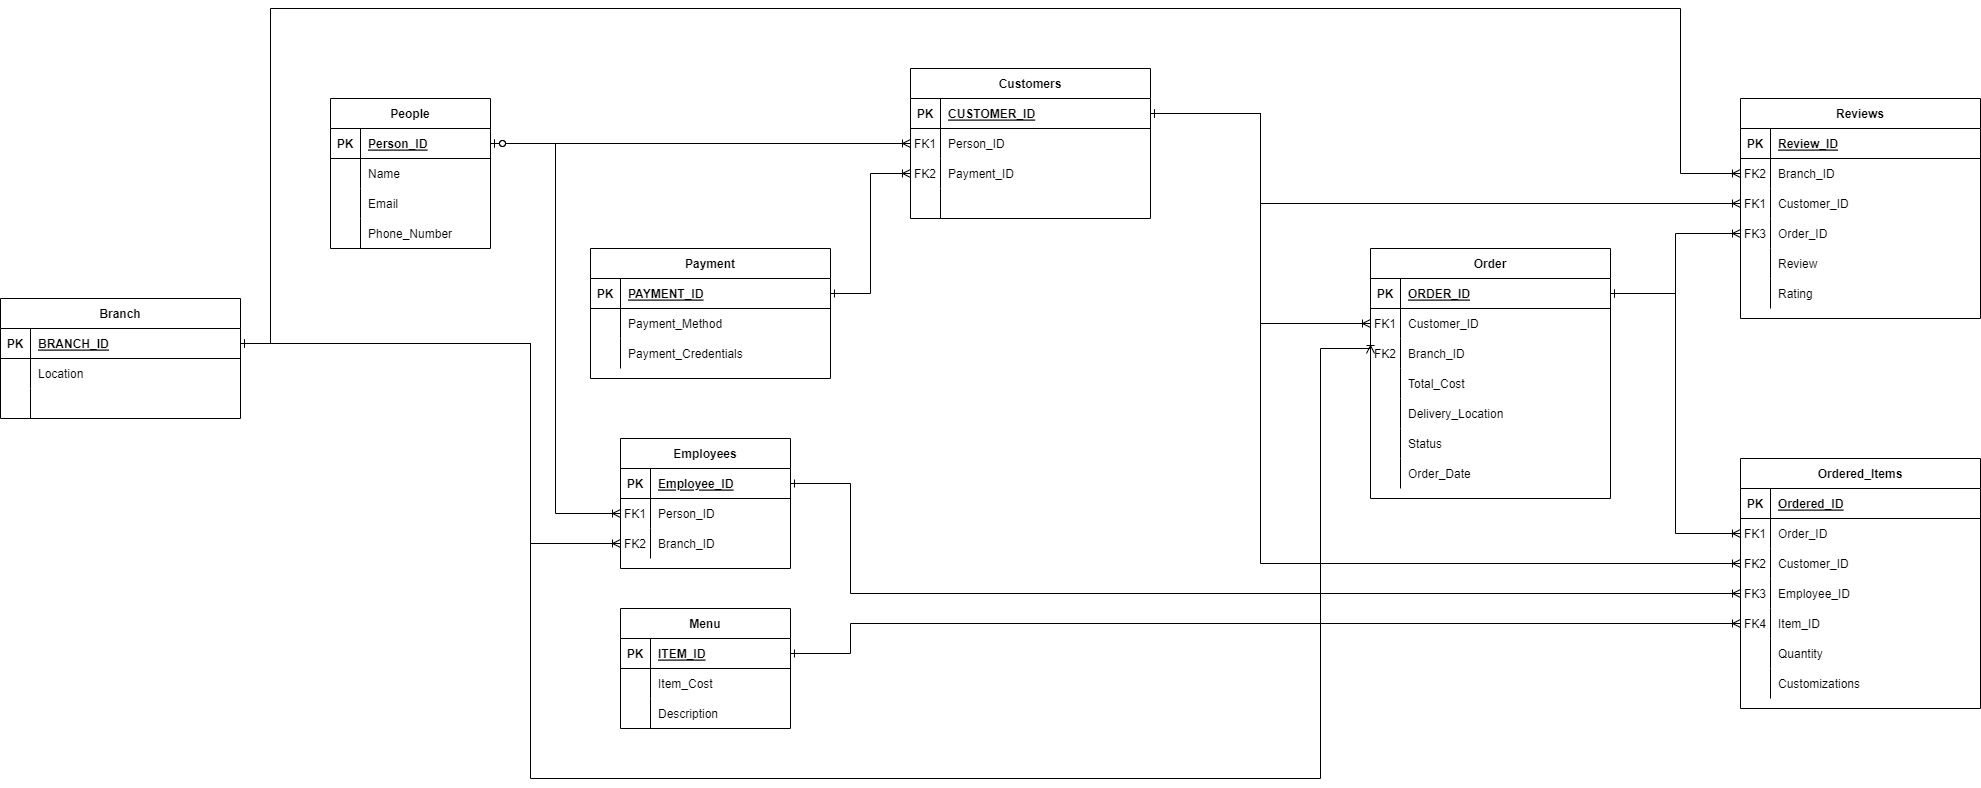 Customers
PK CUSTOMER_ID
FK1 Person_ID
FK2 Payment_ID
People
PK Person_ID
Name
Email
Phone_Number
Reviews
PK Review_ID
FK2 Branch_ID
FK1 Customer_ID
FK3 Order_ID
Review
Rating
Payment
PK PAYMENT_ID
Payment_Method
Payment_Credentials
Order
PK ORDER_ID
FK1 Customer_ID
FK2 Branch_ID
Total_Cost
Delivery_Location
Status
Order_Date
Branch
PK BRANCH_ID
Location
Employees
PK Employee_ID
FK1 Person_ID
FK2 Branch_ID
Ordered_Items
PK Ordered_ID
FK1 Order_ID
FK2 Customer_ID
FK3 Employee_ID
FK4 Item_ID
Quantity
Customizations
Menu
PK ITEM_ID
Item_Cost
Description